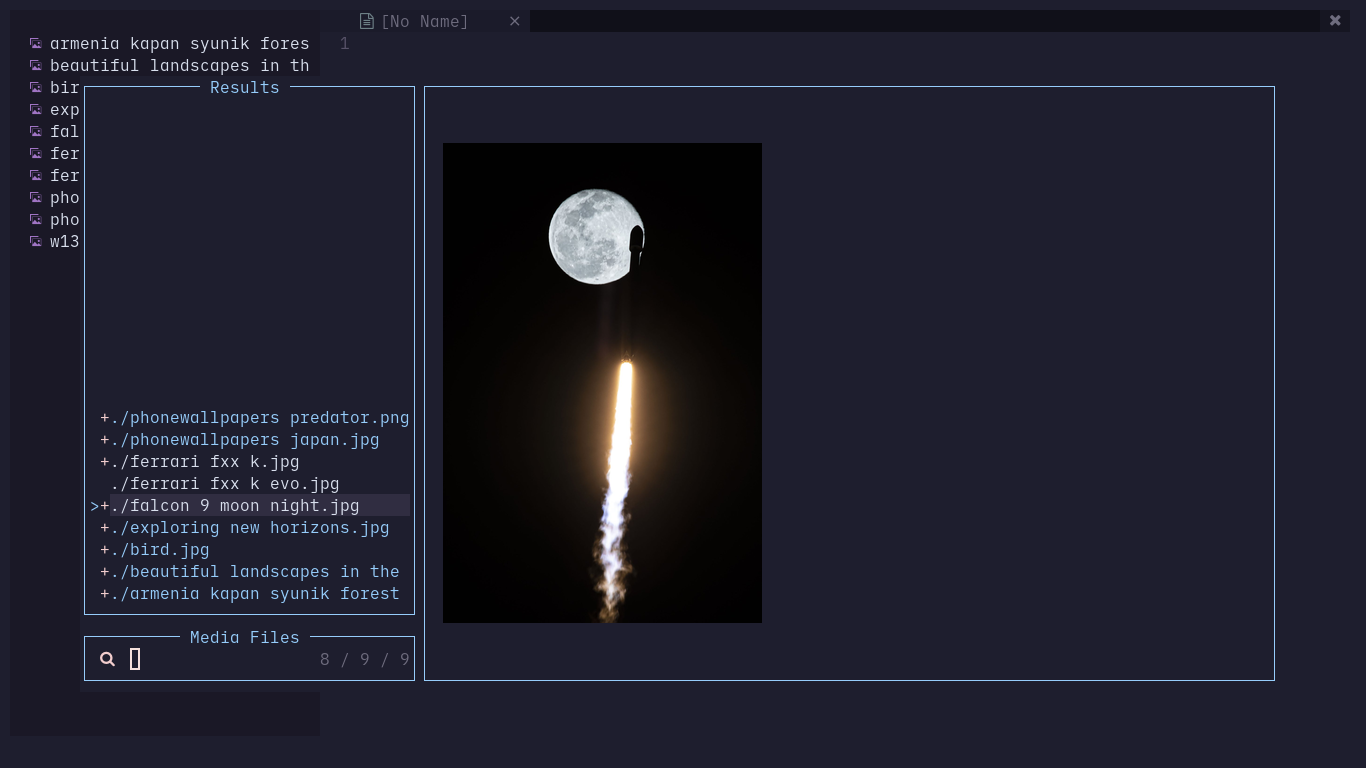 [No Name]
armenia kapan syunik fores
1
beautiful landscapes in th
bir
exp
fal
fer
fer
pho
pho
w13
Results
+./phonewallpapers predator.png
+./phonewallpapers japan.jpg
+./ferrari fxx k.jpg
./ferrari fxx k evo.jpg
>+./falcon 9 moon night.jpg
+./exploring new horizons.jpg
+./bird.jpg
+./beautiful landscapes in the
+./armenia kapan syunik forest
Media Files
8 / 9 / 9